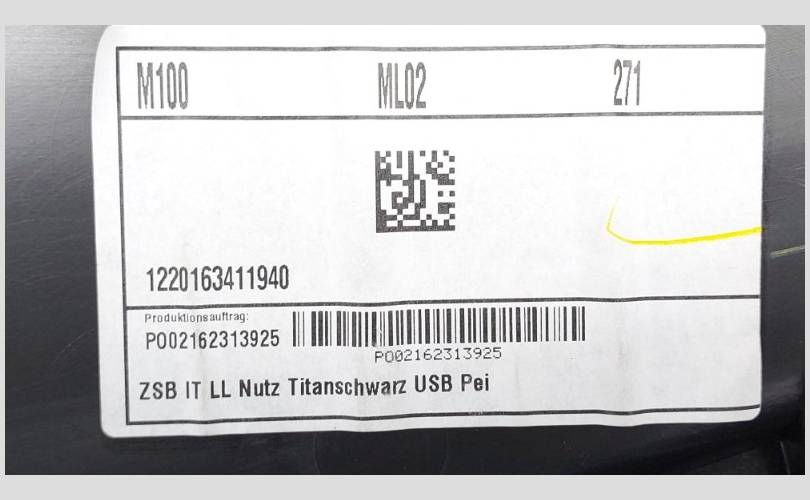 M100 ML02 271
1220163411940
Produktionsauftrag:
P002162313925
P002162313925
ZSB IT LL Nutz Titanschwarz USB Pei